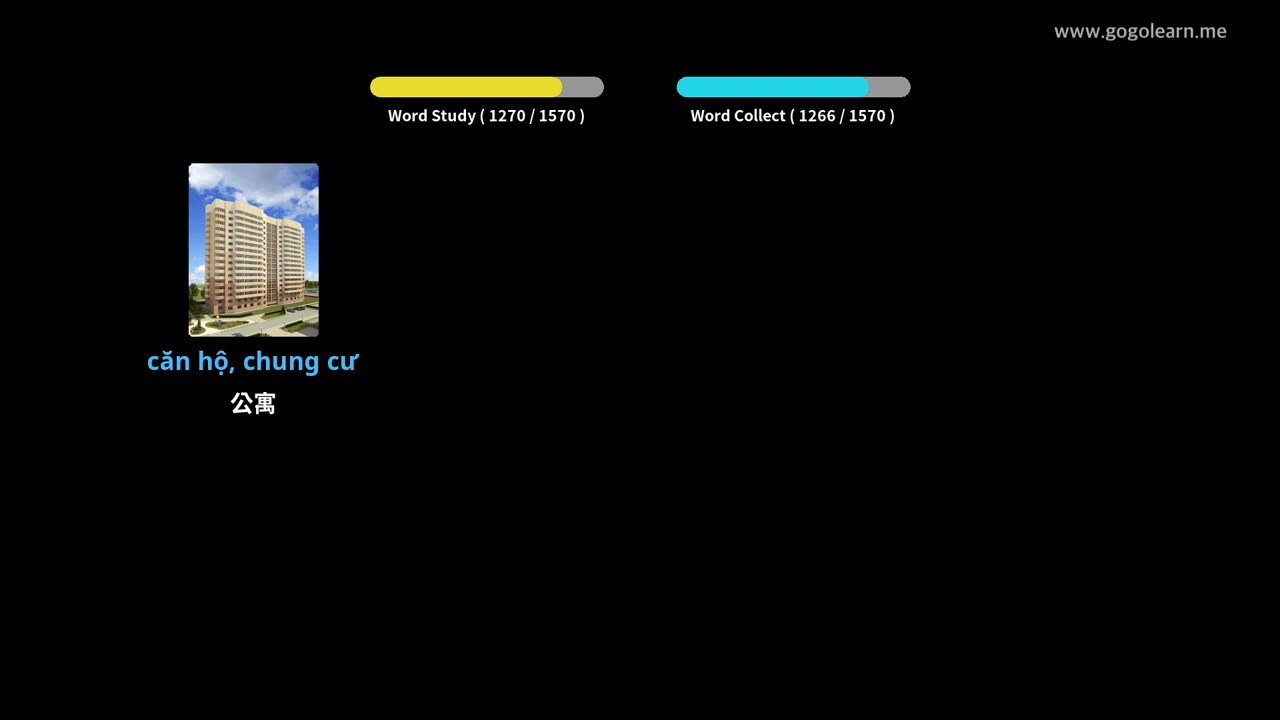 www.gogolearn.me
Word Study ( 1270 / 1570 )
Word Collect ( 1266 / 1570 )
căn hộ, chung cư
公寓